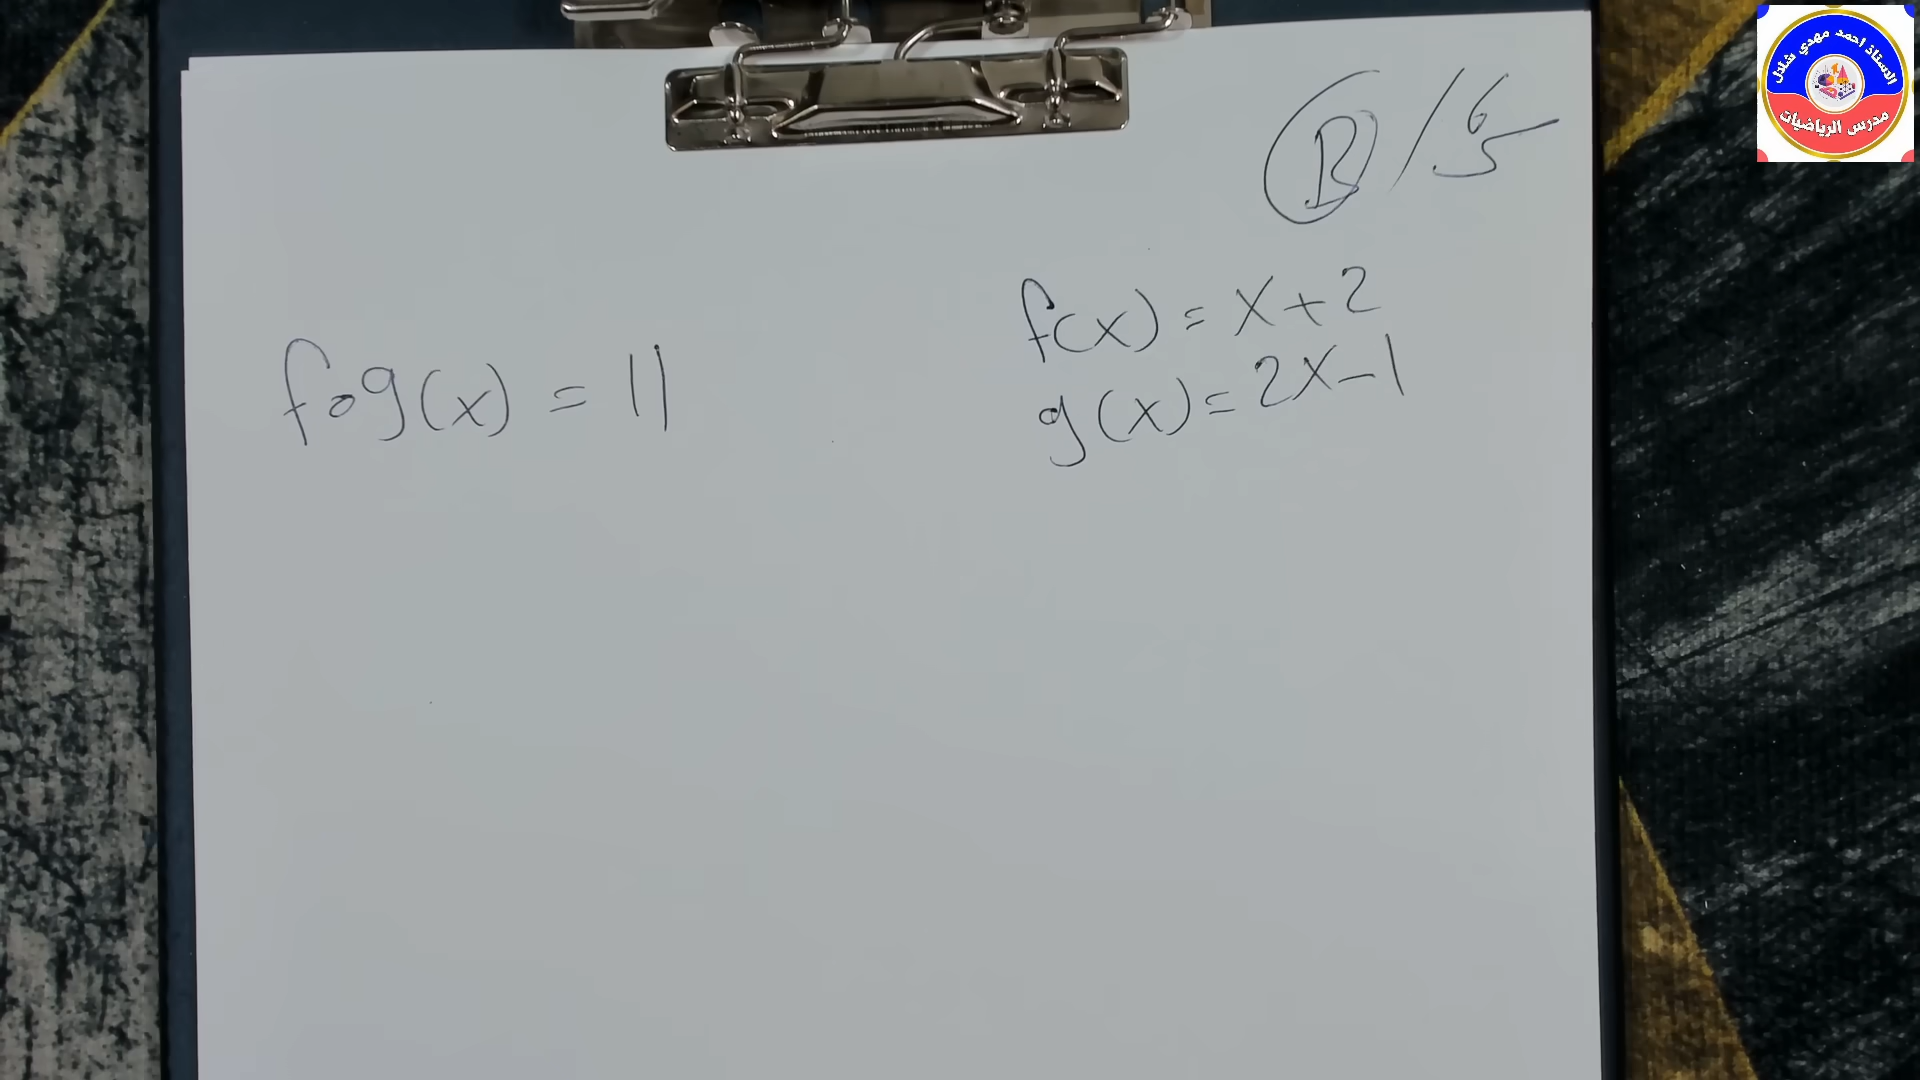 الاستاذ احمد مهدي شلال
مدرس الرياضيات
B / 6
5
f(x) = x + 2
fog(x) = 11
g(x) = 2x - 1